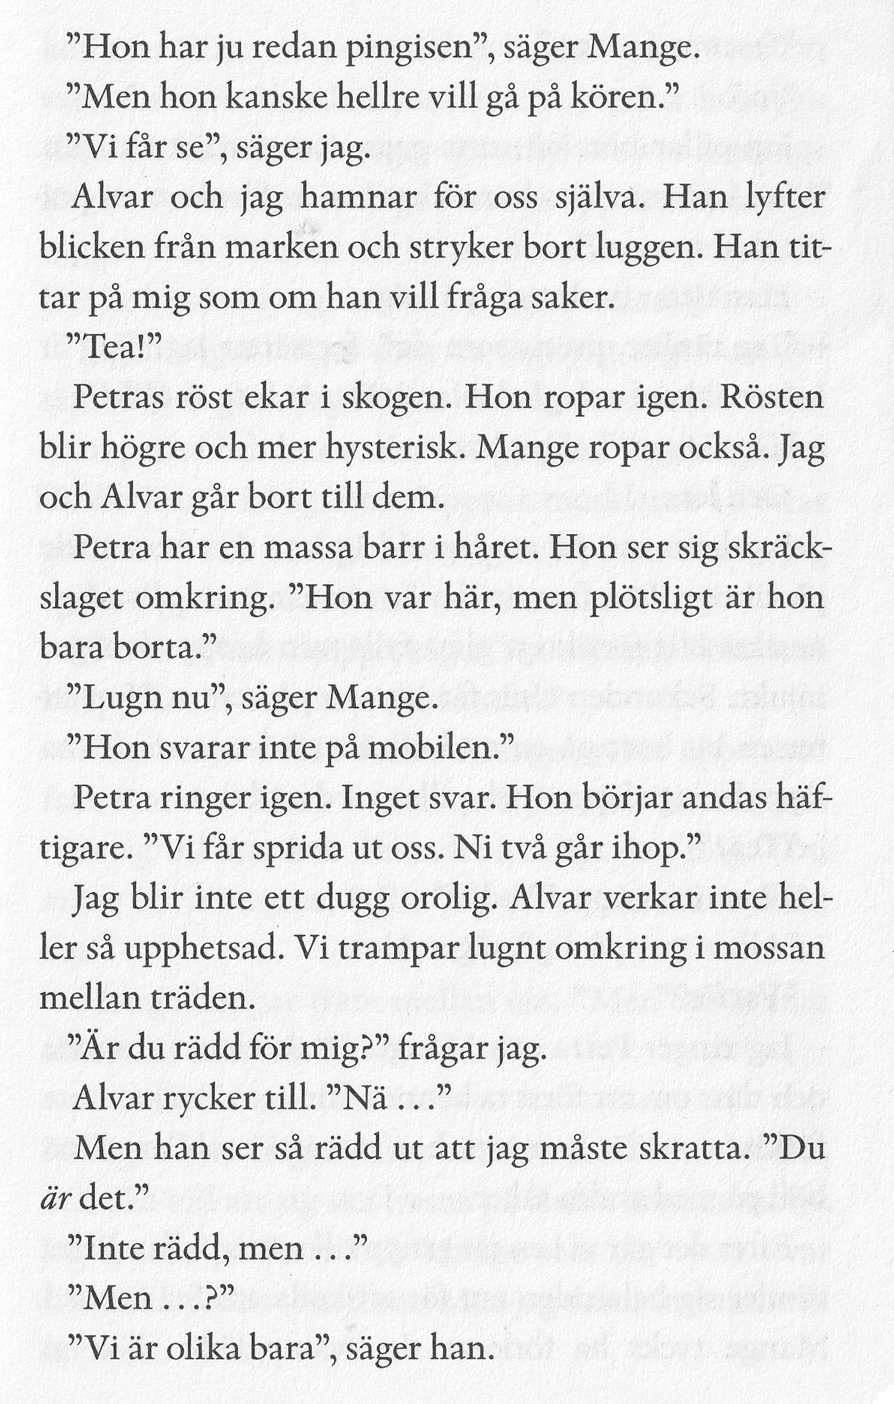 ”Hon har ju redan pingisen”, säger Mange.
”Men hon kanske hellre vill gå på kören.”
”Vi får se”, säger jag.
Alvar och jag hamnar för oss själva. Han lyfter
blicken från marken och stryker bort luggen. Han tit-
tar på mig som om han vill fråga saker.
”Tea!”
Petras röst ekar i skogen. Hon ropar igen. Rösten
blir högre och mer hysterisk. Mange ropar också. Jag
och Alvar går bort till dem.
Petra har en massa barr i håret. Hon ser sig skräck-
slaget omkring. ”Hon var här, men plötsligt är hon
bara borta.”
”Lugn nu”, säger Mange.
”Hon svarar inte på mobilen.”
Petra ringer igen. Inget svar. Hon börjar andas häf-
tigare. ”Vi får sprida ut oss. Ni två går ihop.”
Jag blir inte ett dugg orolig. Alvar verkar inte hel-
ler så upphetsad. Vi trampar lugnt omkring i mossan
mellan träden.
”Är du rädd för mig?” frågar jag.
Alvar rycker till. ”Nä …”
Men han ser så rädd ut att jag måste skratta. ”Du
är det.”
”Inte rädd, men …”
”Men …?”
”Vi är olika bara”, säger han.